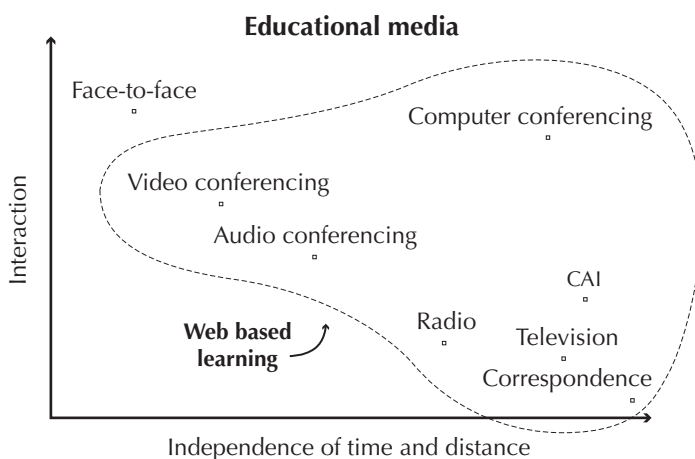 Educational media
Face-to-face
Computer conferencing
Video conferencing
Audio conferencing
CAI
Radio
Television
Correspondence
Web based
learning
Interaction
Independence of time and distance